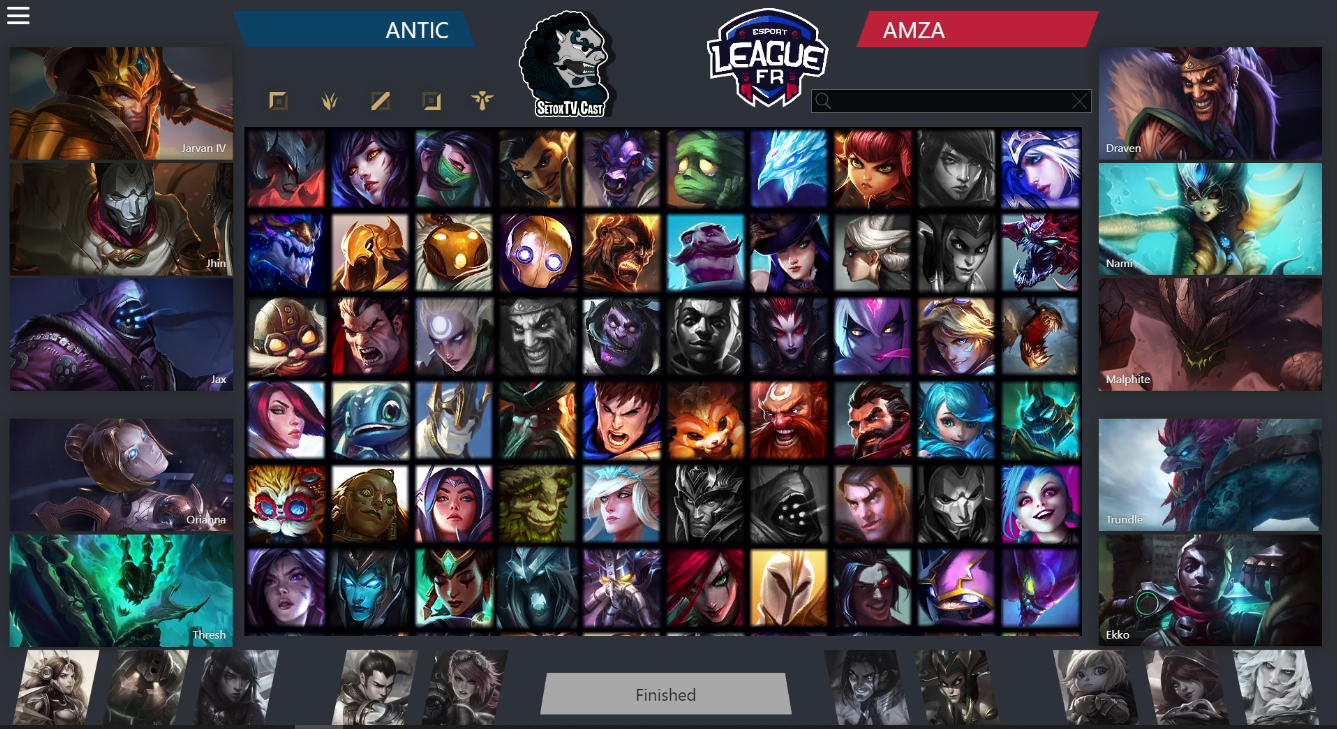 ANTIC
SETOXTV CAST
ESPORT
LEAGUE
FR
AMZA
Jarvan IV
Jhin
Jax
Orianna
Thresh
Draven
Nami
Malphite
Trundle
Ekko
Finished